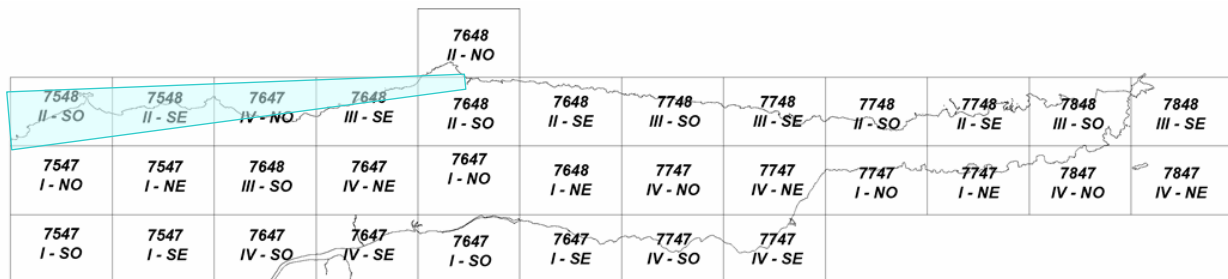 7648
II - NO
7548
II - SO
7548
II - SE
7647
IV - NO
7648
III - SE
7648
II - SO
7648
II - SE
7748
III - SO
7748
III - SE
7748
II - SO
7748
II - SE
7848
III - SO
7848
III - SE
7547
I - NO
7547
I - NE
7648
III - SO
7647
IV - NE
7647
I - NO
7648
I - NE
7747
IV - NO
7747
IV - NE
7747
I - NO
7747
I - NE
7847
IV - NO
7847
IV - NE
7547
I - SO
7547
I - SE
7647
IV - SO
7647
IV - SE
7647
I - SO
7647
I - SE
7747
IV - SO
7747
IV - SE